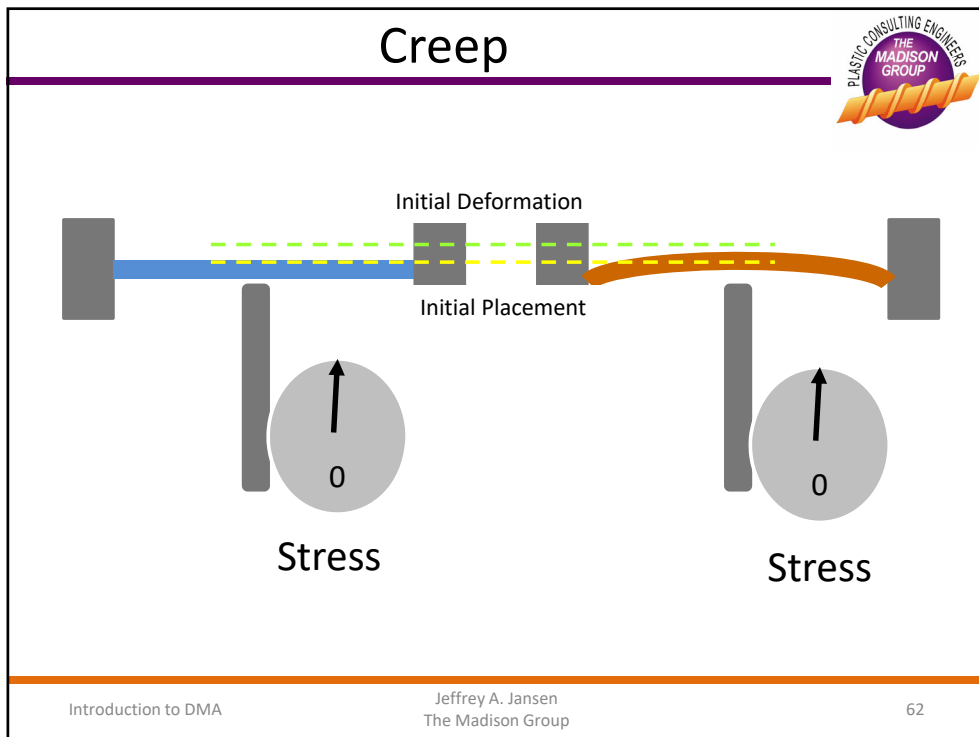 Creep
PLASTIC CONSULTING ENGINEERS
THE
MADISON
GROUP
Initial Deformation
Initial Placement
0
0
Stress
Stress
Introduction to DMA
Jeffrey A. Jansen
The Madison Group
62